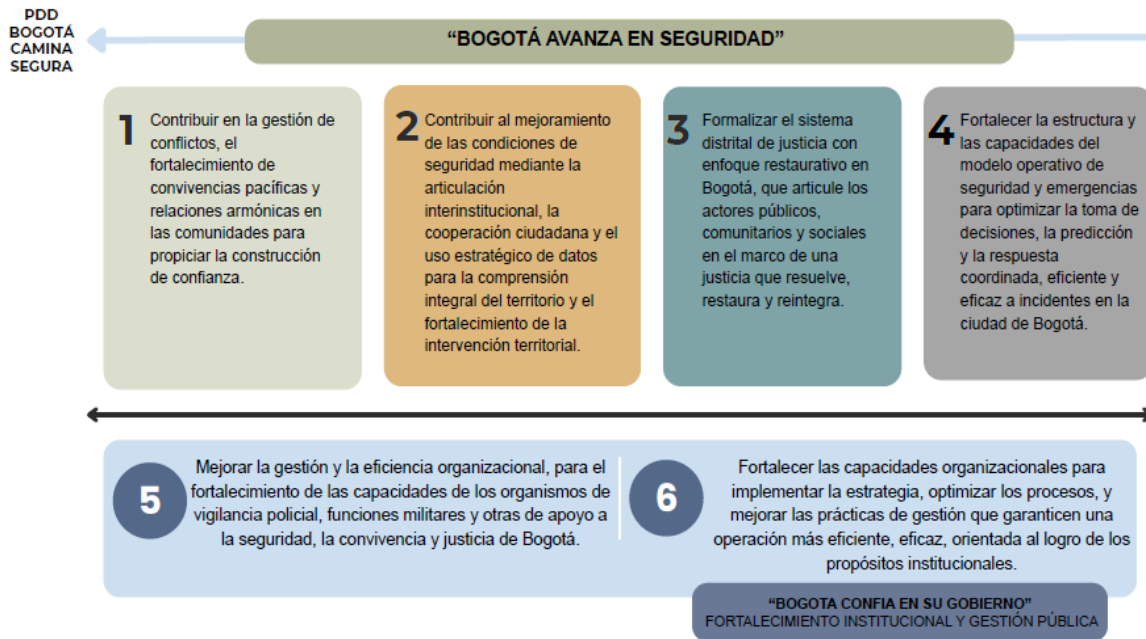 PDD
BOGOTÁ
CAMINA
SEGURA
“BOGOTÁ AVANZA EN SEGURIDAD”
1
Contribuir en la gestión de
conflictos, el
fortalecimiento de
convivencias pacíficas y
relaciones armónicas en
las comunidades para
propiciar la construcción
de confianza.
2
Contribuir al mejoramiento
de las condiciones de
seguridad mediante la
articulación
interinstitucional, la
cooperación ciudadana y el
uso estratégico de datos
para la comprensión
integral del territorio y el
fortalecimiento de la
intervención territorial.
3
Formalizar el sistema
distrital de justicia con
enfoque restaurativo en
Bogotá, que articule los
actores públicos,
comunitarios y sociales
en el marco de una
justicia que resuelve,
restaura y reintegra.
4
Fortalecer la estructura y
las capacidades del
modelo operativo de
seguridad y emergencias
para optimizar la toma de
decisiones, la predicción
y la respuesta
coordinada, eficiente y
eficaz a incidentes en la
ciudad de Bogotá.
5
Mejorar la gestión y la eficiencia organizacional, para el
fortalecimiento de las capacidades de los organismos de
vigilancia policial, funciones militares y otras de apoyo a
la seguridad, la convivencia y justicia de Bogotá.
6
Fortalecer las capacidades organizacionales para
implementar la estrategia, optimizar los procesos, y
mejorar las prácticas de gestión que garanticen una
operación más eficiente, eficaz, orientada al logro de los
propósitos institucionales.
“BOGOTA CONFIA EN SU GOBIERNO”
FORTALECIMIENTO INSTITUCIONAL Y GESTIÓN PÚBLICA